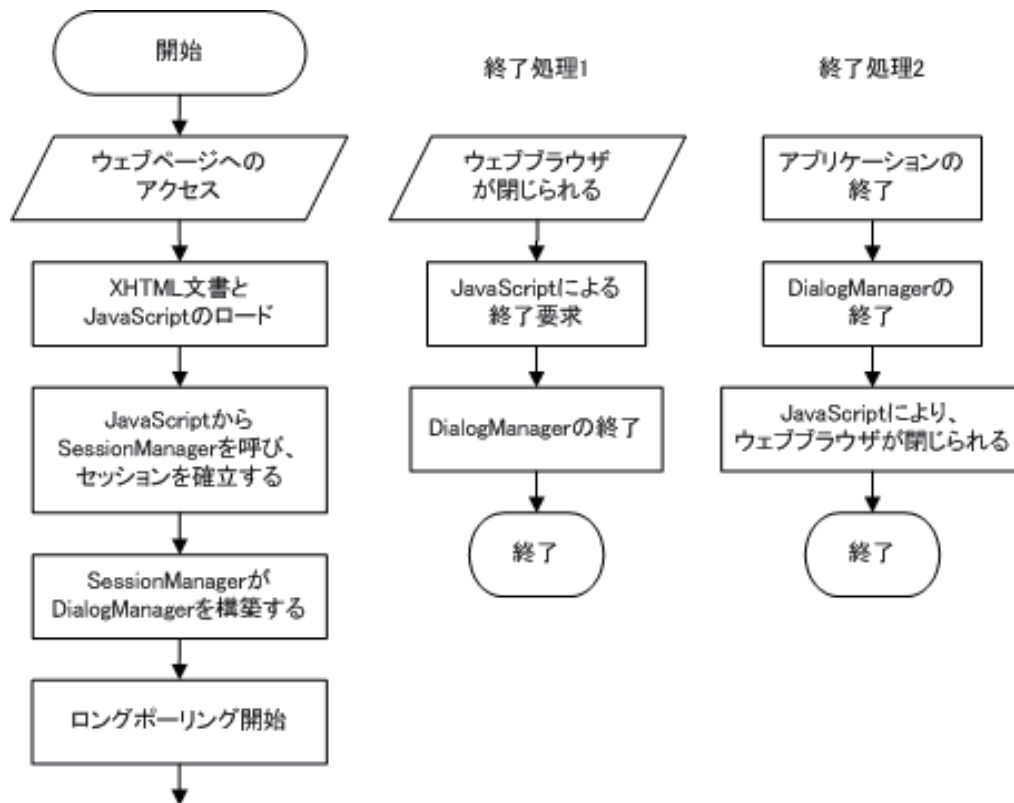 開始
ウェブページへの
アクセス
XHTML文書と
JavaScriptのロード
JavaScriptから
SessionManagerを呼び、
セッションを確立する
SessionManagerが
DialogManagerを構築する
ロングポーリング開始
終了処理1
ウェブブラウザ
が閉じられる
JavaScriptによる
終了要求
DialogManagerの終了
終了
終了処理2
アプリケーションの
終了
DialogManagerの
終了
JavaScriptにより、
ウェブブラウザが閉じられる
終了